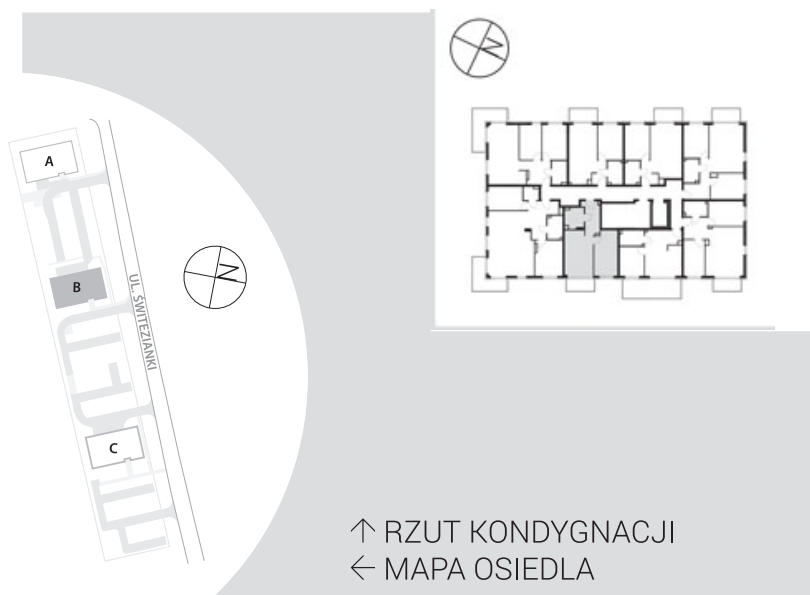 N
A
B
N
UL. ŚWITEZIANKI
C
↑ RZUT KONDYGNACJI
← MAPA OSIEDLA